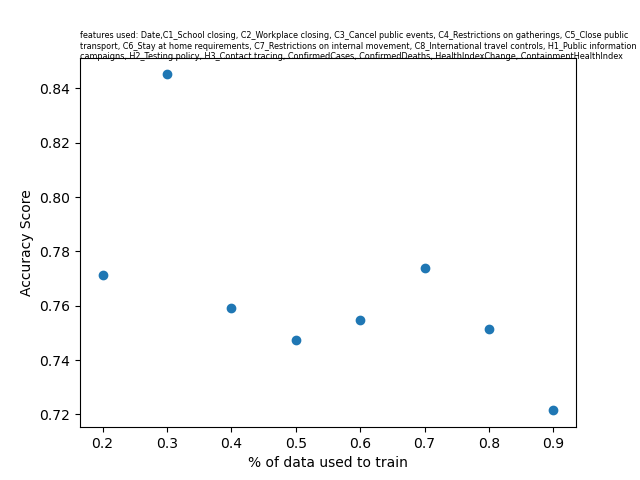 features used: Date,C1_School closing, C2_Workplace closing, C3_Cancel public events, C4_Restrictions on gatherings, C5_Close public
transport, C6_Stay at home requirements, C7_Restrictions on internal movement, C8_International travel controls, H1_Public information
campaigns, H2_Testing policy, H3_Contact tracing, ConfirmedCases, ConfirmedDeaths, HealthIndexChange, ContainmentHealthIndex
0.84
0.82
0.80
0.78
0.76
0.74
0.72
Accuracy Score
0.2 0.3 0.4 0.5 0.6 0.7 0.8 0.9
% of data used to train